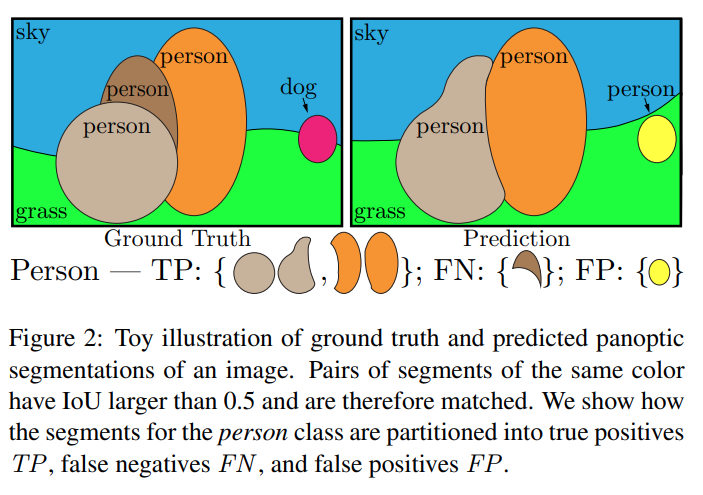 sky
person
person
dog
person
grass
sky
person
person
person
grass
Ground Truth
Prediction
Person — TP: { , }; FN: { }; FP: { }
Figure 2: Toy illustration of ground truth and predicted panoptic
segmentations of an image. Pairs of segments of the same color
have IoU larger than 0.5 and are therefore matched. We show how
the segments for the person class are partitioned into true positives
TP, false negatives FN, and false positives FP.